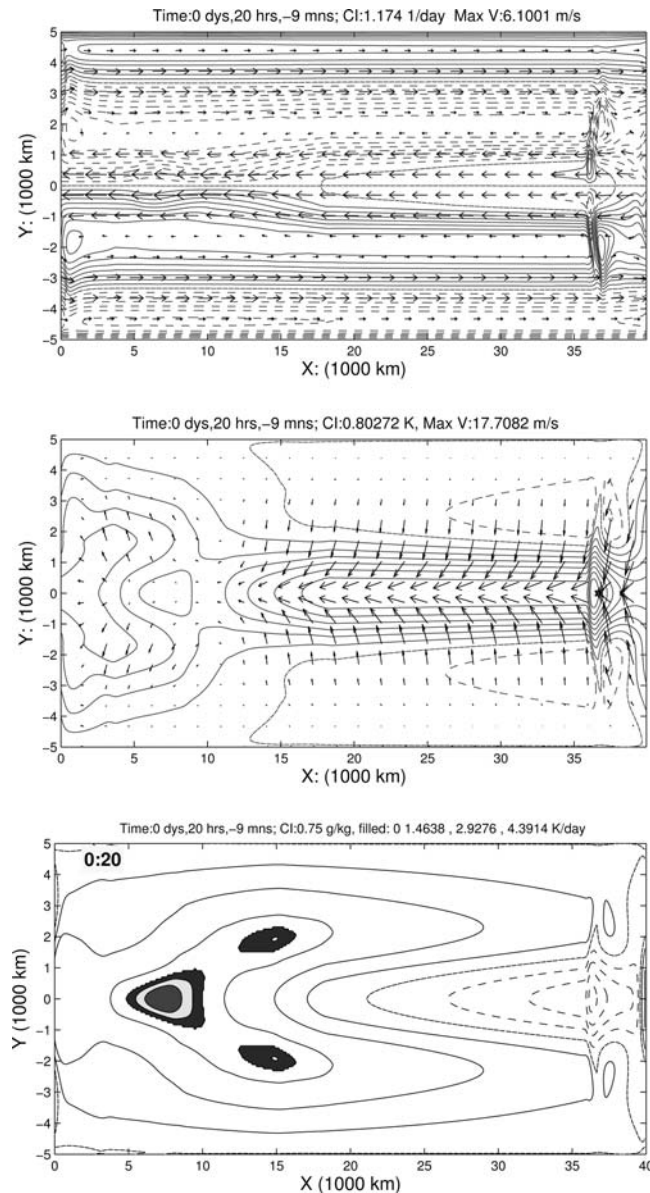 Time:0 dys,20 hrs,−9 mns; CI:1.174 1/day  Max V:6.1001 m/s
5
4
3
2
1
0
−1
−2
−3
−4
−5
Y: (1000 km)
0 5 10 15 20 25 30 35
X: (1000 km)
Time:0 dys,20 hrs,−9 mns; CI:0.80272 K, Max V:17.7082 m/s
5
4
3
2
1
0
−1
−2
−3
−4
−5
Y: (1000 km)
0 5 10 15 20 25 30 35
X: (1000 km)
Time:0 dys,20 hrs,−9 mns; CI:0.75 g/kg, filled: 0 1.4638 , 2.9276 , 4.3914 K/day
0:20
5
4
3
2
1
0
−1
−2
−3
−4
−5
Y (1000 km)
0 5 10 15 20 25 30 35 40
X (1000 km)